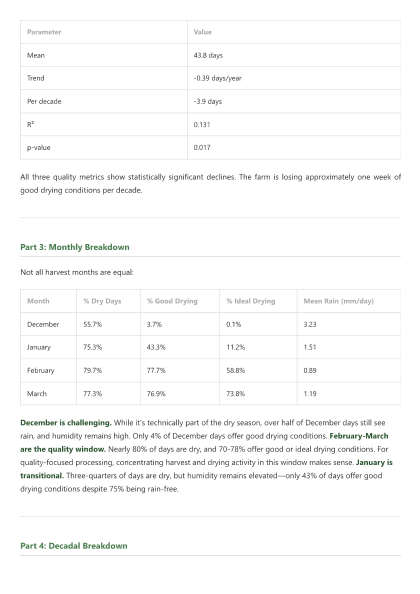 Parameter Value
Mean 43.8 days
Trend -0.39 days/year
Per decade -3.9 days
R² 0.131
p-value 0.017
All three quality metrics show statistically significant declines. The farm is losing approximately one week of
good drying conditions per decade.
Part 3: Monthly Breakdown
Not all harvest months are equal:
Month % Dry Days % Good Drying % Ideal Drying Mean Rain (mm/day)
December 55.7% 3.7% 0.1% 3.23
January 75.3% 43.3% 11.2% 1.51
February 79.7% 77.7% 58.8% 0.89
March 77.3% 76.9% 73.8% 1.19
December is challenging. While it's technically part of the dry season, over half of December days still see
rain, and humidity remains high. Only 4% of December days offer good drying conditions. February-March
are the quality window. Nearly 80% of days are dry, and 70-78% offer good or ideal drying conditions. For
quality-focused processing, concentrating harvest and drying activity in this window makes sense. January is
transitional. Three-quarters of days are dry, but humidity remains elevated—only 43% of days offer good
drying conditions despite 75% being rain-free.
Part 4: Decadal Breakdown